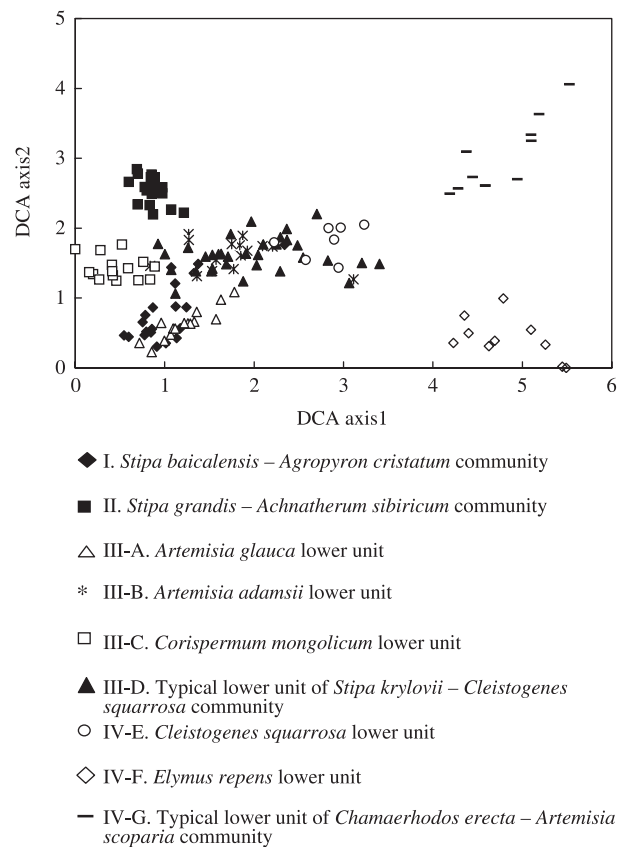 5
4
3
2
1
0
DCA axis2
0 1 2 3 4 5 6
DCA axis1
I. Stipa baicalensis – Agropyron cristatum community
II. Stipa grandis – Achnatherum sibiricum community
III-A. Artemisia glauca lower unit
III-B. Artemisia adamsii lower unit
III-C. Corispermum mongolicum lower unit
III-D. Typical lower unit of Stipa krylovii – Cleistogenes
squarrosa community
IV-E. Cleistogenes squarrosa lower unit
IV-F. Elymus repens lower unit
IV-G. Typical lower unit of Chamaerhodos erecta – Artemisia
scoparia community